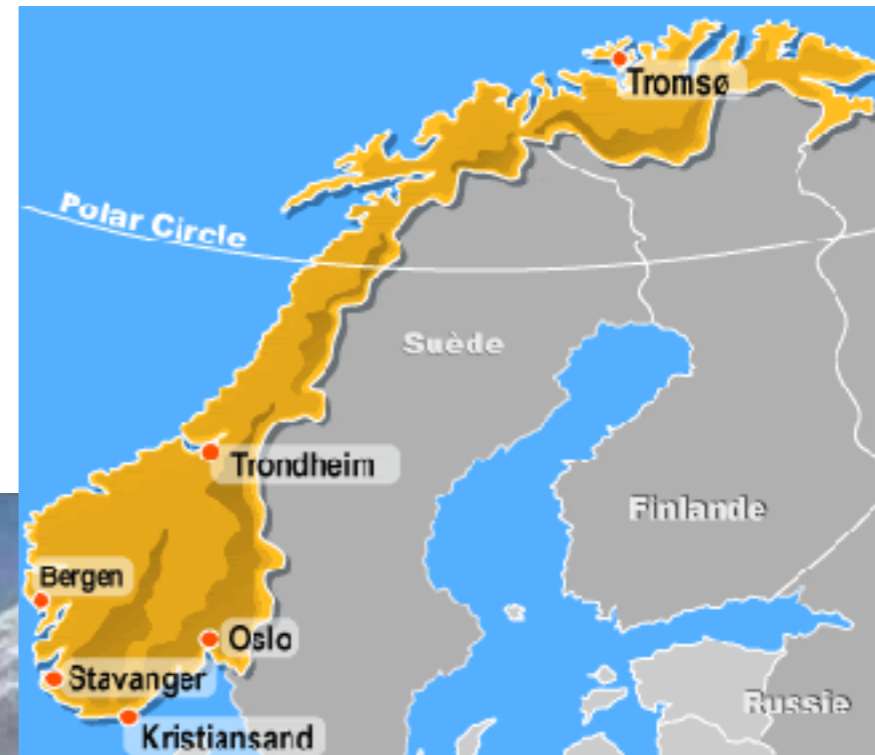 Tromsø
Polar Circle
Suède
Trondheim
Finlande
Bergen
Oslo
Stavanger
Russie
Kristiansand